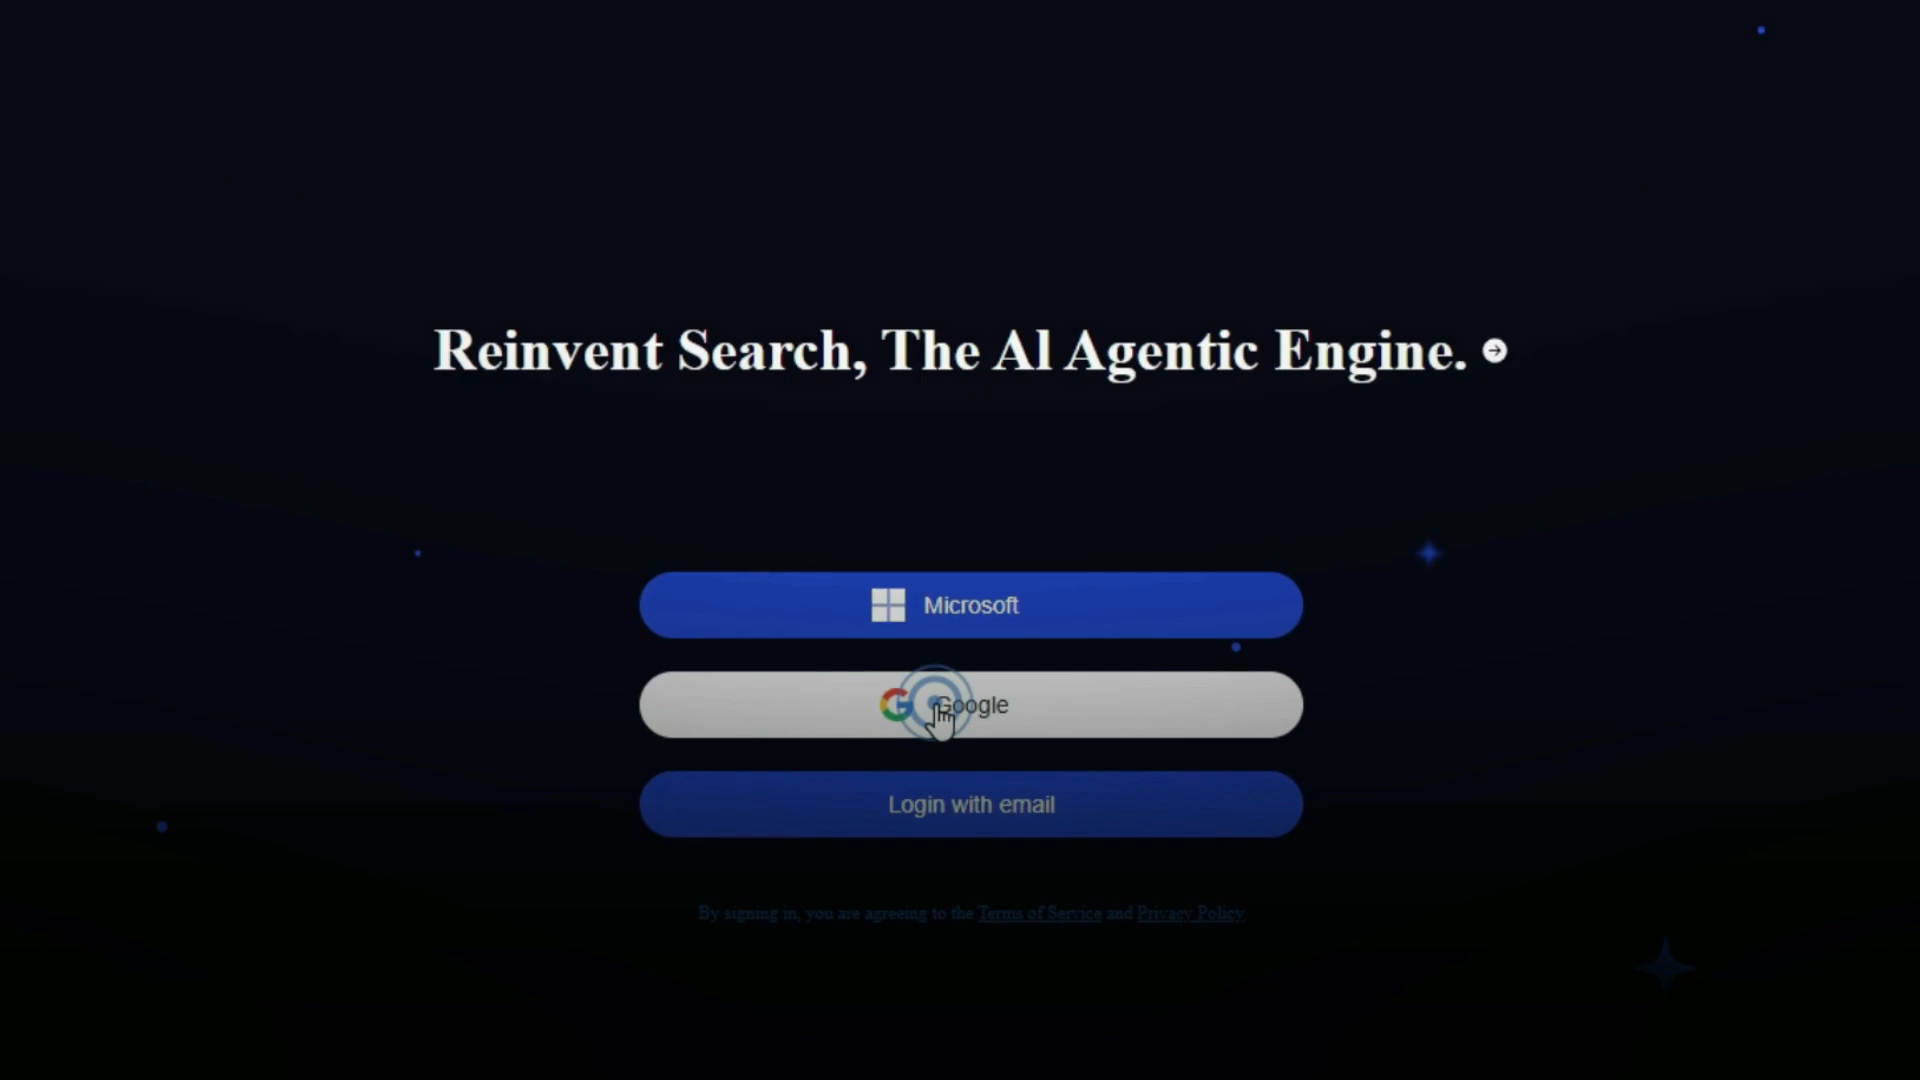 Reinvent Search, The Al Agentic Engine.
Microsoft
Google
Login with email
By signing in, you are agreeing to the Terms of Service and Privacy Policy